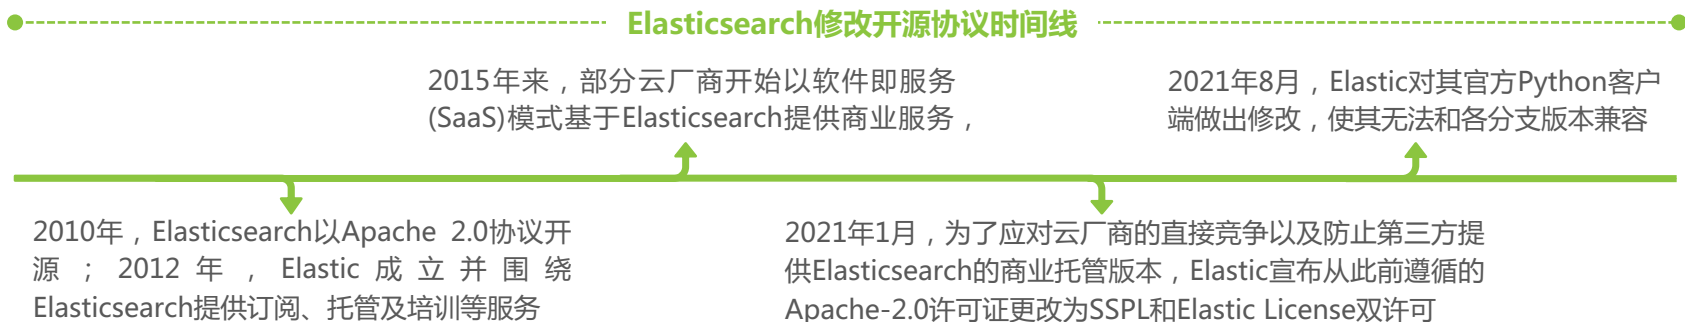 Elasticsearch修改开源协议时间线
2015年来，部分云厂商开始以软件即服务
(SaaS)模式基于Elasticsearch提供商业服务，
2021年8月，Elastic对其官方Python客户
端做出修改，使其无法和各分支版本兼容
2010年，Elasticsearch以Apache 2.0协议开
源；2012年，Elastic成立并围绕
Elasticsearch提供订阅、托管及培训等服务
2021年1月，为了应对云厂商的直接竞争以及防止第三方提
供Elasticsearch的商业托管版本，Elastic宣布从此前遵循的
Apache-2.0许可证更改为SSPL和Elastic License双许可